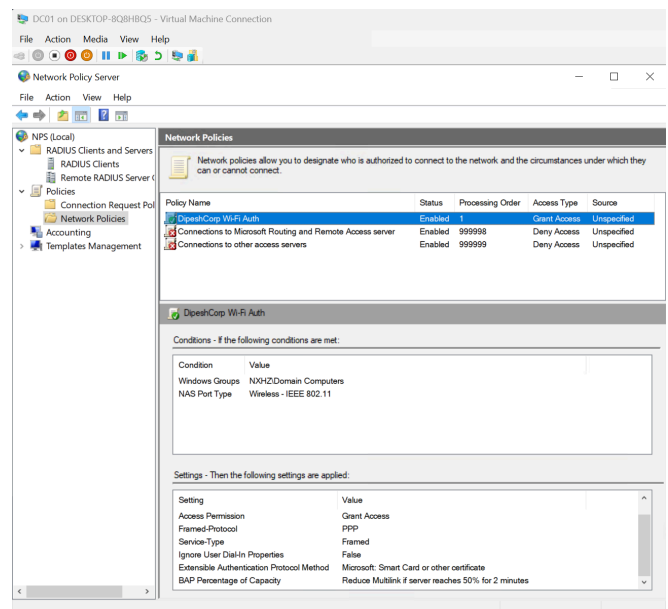 DC01 on DESKTOP-8Q8HBQ5 - Virtual Machine Connection
File Action Media View Help
Network Policy Server
File Action View Help
NPS (Local)
RADIUS Clients and Servers
RADIUS Clients
Remote RADIUS Server
Policies
Connection Request Pol
Network Policies
Accounting
Templates Management
Network Policies
Network policies allow you to designate who is authorized to connect to the network and the circumstances under which they
can or cannot connect.
Policy Name Status Processing Order Access Type Source
DipeshCorp Wi-Fi Auth Enabled 1 Grant Access Unspecified
Connections to Microsoft Routing and Remote Access server Enabled 999998 Deny Access Unspecified
Connections to other access servers Enabled 999999 Deny Access Unspecified
DipeshCorp Wi-Fi Auth
Conditions - If the following conditions are met:
Condition Value
Windows Groups NXHZ\Domain Computers
NAS Port Type Wireless - IEEE 802.11
Settings - Then the following settings are applied:
Setting Value
Access Permission Grant Access
Framed-Protocol PPP
Service-Type Framed
Ignore User Dial-In Properties False
Extensible Authentication Protocol Method Microsoft: Smart Card or other certificate
BAP Percentage of Capacity Reduce Multilink if server reaches 50% for 2 minutes